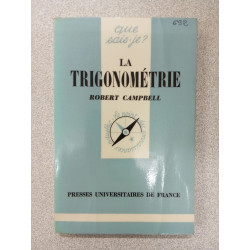 que
sais-je?
LA
TRIGONOMÉTRIE
ROBERT CAMPBELL
PRESSES UNIVERSITAIRES DE FRANCE